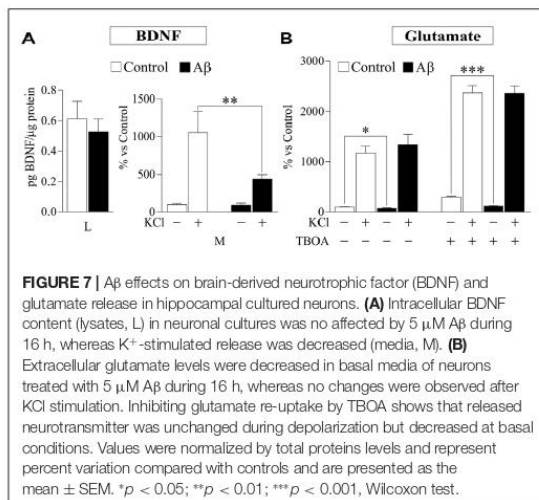 A BDNF
B Glutamate
Control Aβ
Control Aβ
pg BDNF/μg protein
0.8
0.6
0.4
0.2
0.0
L
% vs Control
1500
1000
500
0
**
KCl − + − +
M
% vs Control
3000
2000
1000
0
*
***
KCl − + − + − + − +
TBOA − − − − + + + +
FIGURE 7 | Aβ effects on brain-derived neurotrophic factor (BDNF) and
glutamate release in hippocampal cultured neurons. (A) Intracellular BDNF
content (lysates, L) in neuronal cultures was no affected by 5 μM Aβ during
16 h, whereas K+-stimulated release was decreased (media, M). (B)
Extracellular glutamate levels were decreased in basal media of neurons
treated with 5 μM Aβ during 16 h, whereas no changes were observed after
KCl stimulation. Inhibiting glutamate re-uptake by TBOA shows that released
neurotransmitter was unchanged during depolarization but decreased at basal
conditions. Values were normalized by total proteins levels and represent
percent variation compared with controls and are presented as the
mean ± SEM. *p < 0.05; **p < 0.01; ***p < 0.001, Wilcoxon test.